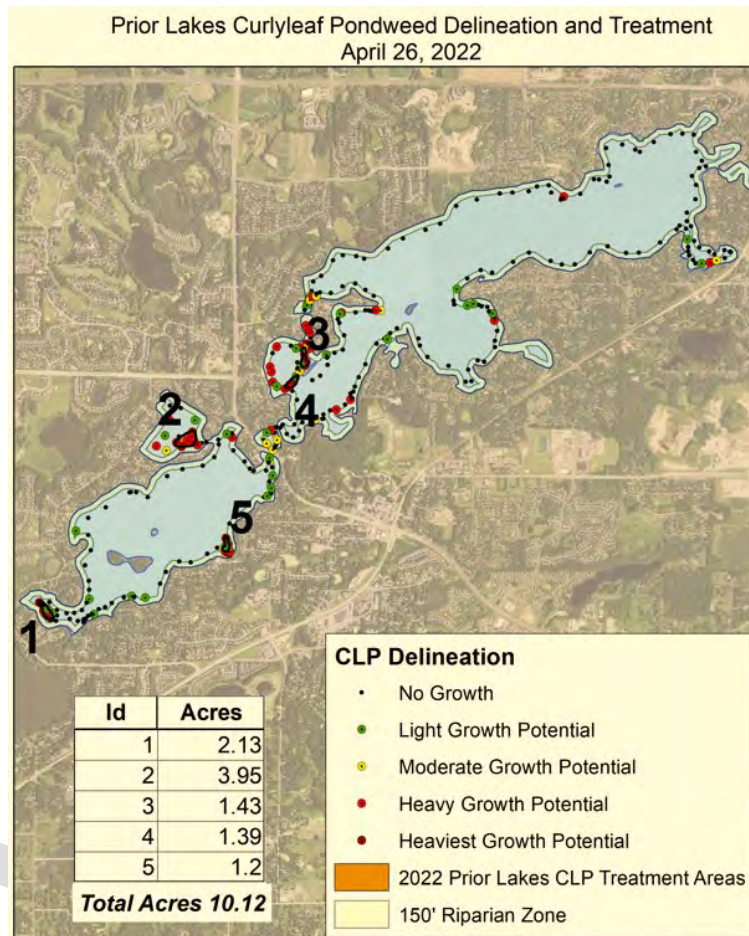 Prior Lakes Curlyleaf Pondweed Delineation and Treatment
April 26, 2022
3
2
4
5
1
CLP Delineation
No Growth
Light Growth Potential
Moderate Growth Potential
Heavy Growth Potential
Heaviest Growth Potential
2022 Prior Lakes CLP Treatment Areas
150' Riparian Zone
Id Acres
1 2.13
2 3.95
3 1.43
4 1.39
5 1.2
Total Acres 10.12